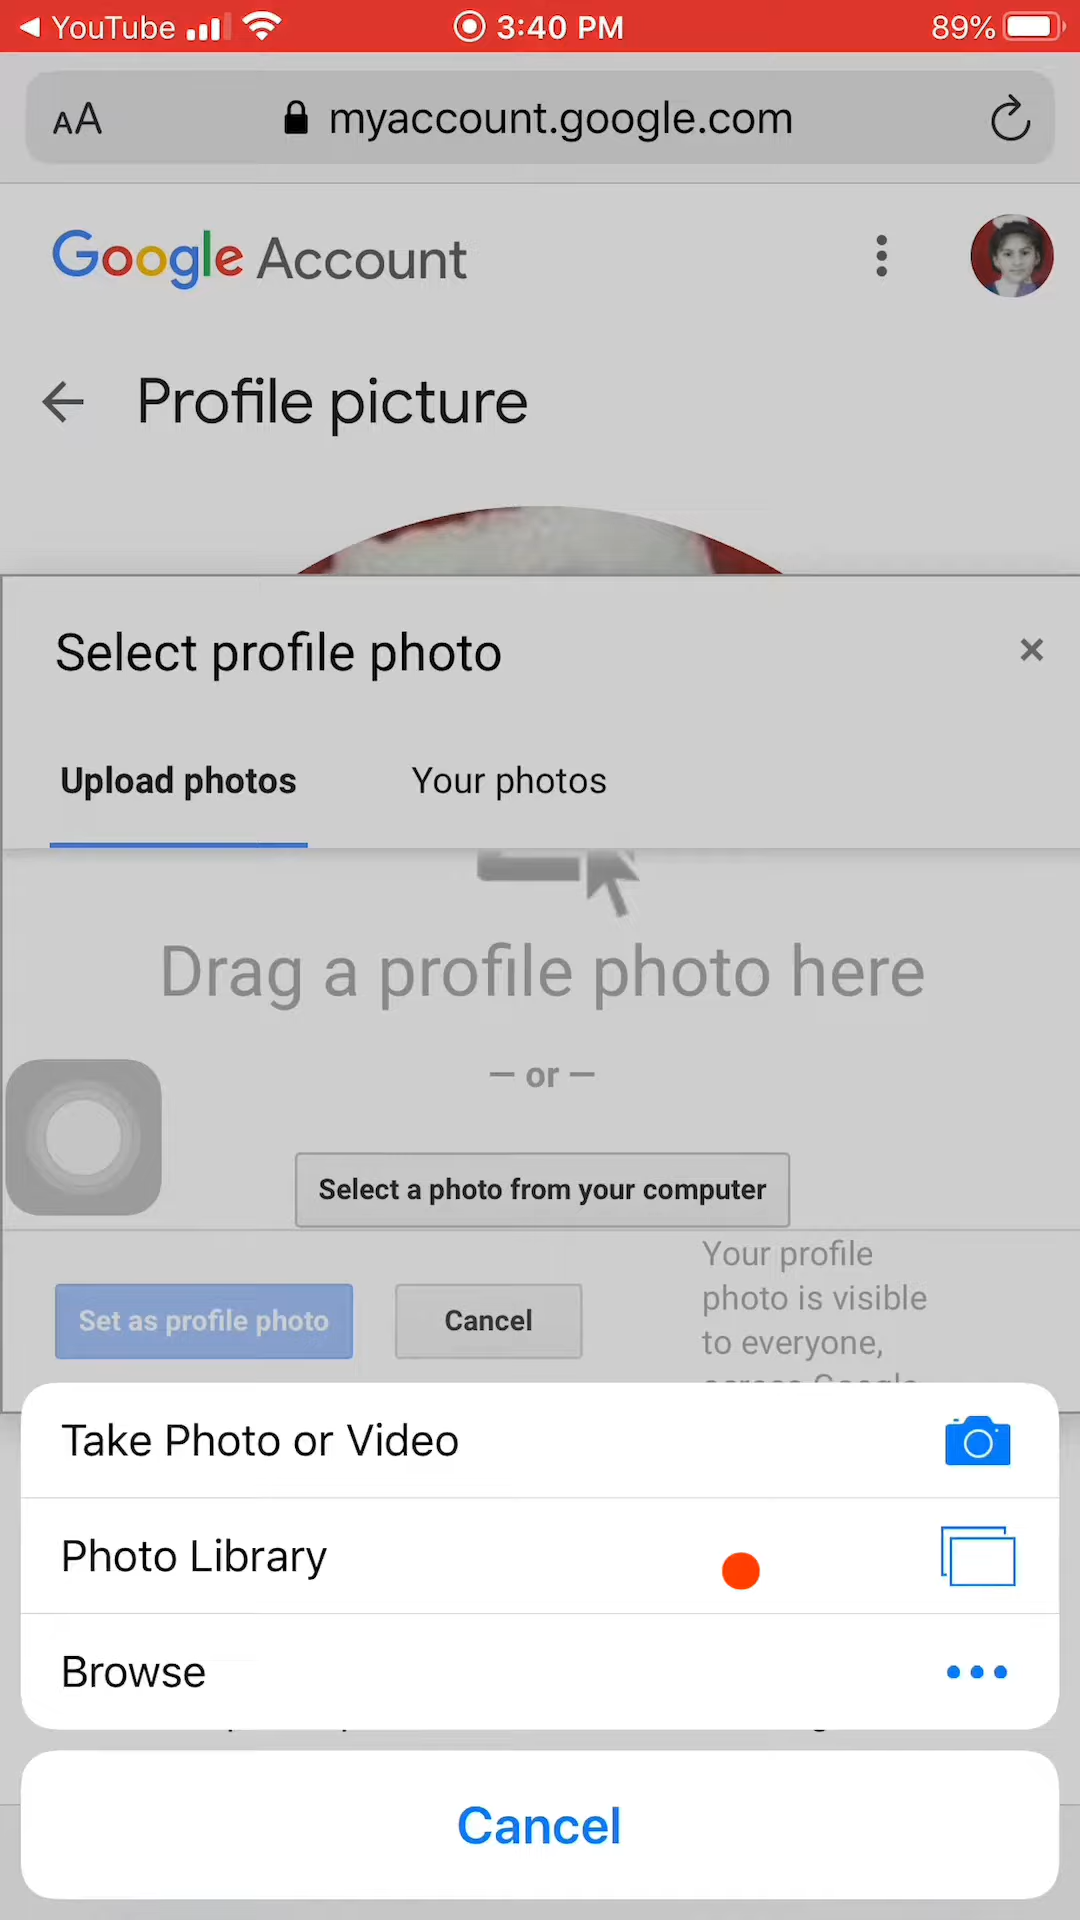 YouTube 3:40 PM 89%
AA myaccount.google.com
Google Account
Profile picture
Select profile photo
Upload photos Your photos
Drag a profile photo here
— or —
Select a photo from your computer
Your profile
photo is visible
to everyone,
Set as profile photo Cancel
Take Photo or Video
Photo Library
Browse
Cancel